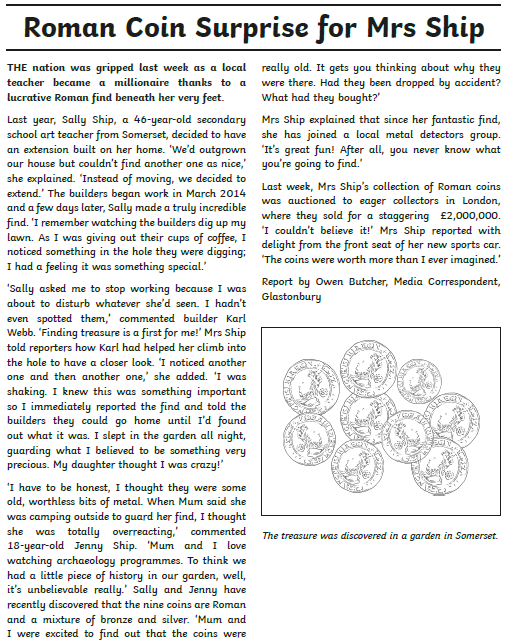 Roman Coin Surprise for Mrs Ship
THE nation was gripped last week as a local
teacher became a millionaire thanks to a
lucrative Roman find beneath her very feet.
Last year, Sally Ship, a 46-year-old secondary
school art teacher from Somerset, decided to have
an extension built on her home. ‘We’d outgrown
our house but couldn’t find another one as nice,’
she explained. ‘Instead of moving, we decided to
extend.’ The builders began work in March 2014
and a few days later, Sally made a truly incredible
find. ‘I remember watching the builders dig up my
lawn. As I was giving out their cups of coffee, I
noticed something in the hole they were digging;
I had a feeling it was something special.’
‘Sally asked me to stop working because I was
about to disturb whatever she’d seen. I hadn’t
even spotted them,’ commented builder Karl
Webb. ‘Finding treasure is a first for me!’ Mrs Ship
told reporters how Karl had helped her climb into
the hole to have a closer look. ‘I noticed another
one and then another one,’ she added. ‘I was
shaking. I knew this was something important
so I immediately reported the find and told the
builders they could go home until I’d found
out what it was. I slept in the garden all night,
guarding what I believed to be something very
precious. My daughter thought I was crazy!’
‘I have to be honest, I thought they were some
old, worthless bits of metal. When Mum said she
was camping outside to guard her find, I thought
she was totally overreacting,’ commented
18-year-old Jenny Ship. ‘Mum and I love
watching archaeology programmes. To think we
had a little piece of history in our garden, well,
it’s unbelievable really.’ Sally and Jenny have
recently discovered that the nine coins are Roman
and a mixture of bronze and silver. ‘Mum and
I were excited to find out that the coins were
really old. It gets you thinking about why they
were there. Had they been dropped by accident?
What had they bought?’
Mrs Ship explained that since her fantastic find,
she has joined a local metal detectors group.
‘It’s great fun! After all, you never know what
you’re going to find.’
Last week, Mrs Ship’s collection of Roman coins
was auctioned to eager collectors in London,
where they sold for a staggering £2,000,000.
‘I couldn’t believe it!’ Mrs Ship reported with
delight from the front seat of her new sports car.
‘The coins were worth more than I ever imagined.’
Report by Owen Butcher, Media Correspondent,
Glastonbury
The treasure was discovered in a garden in Somerset.